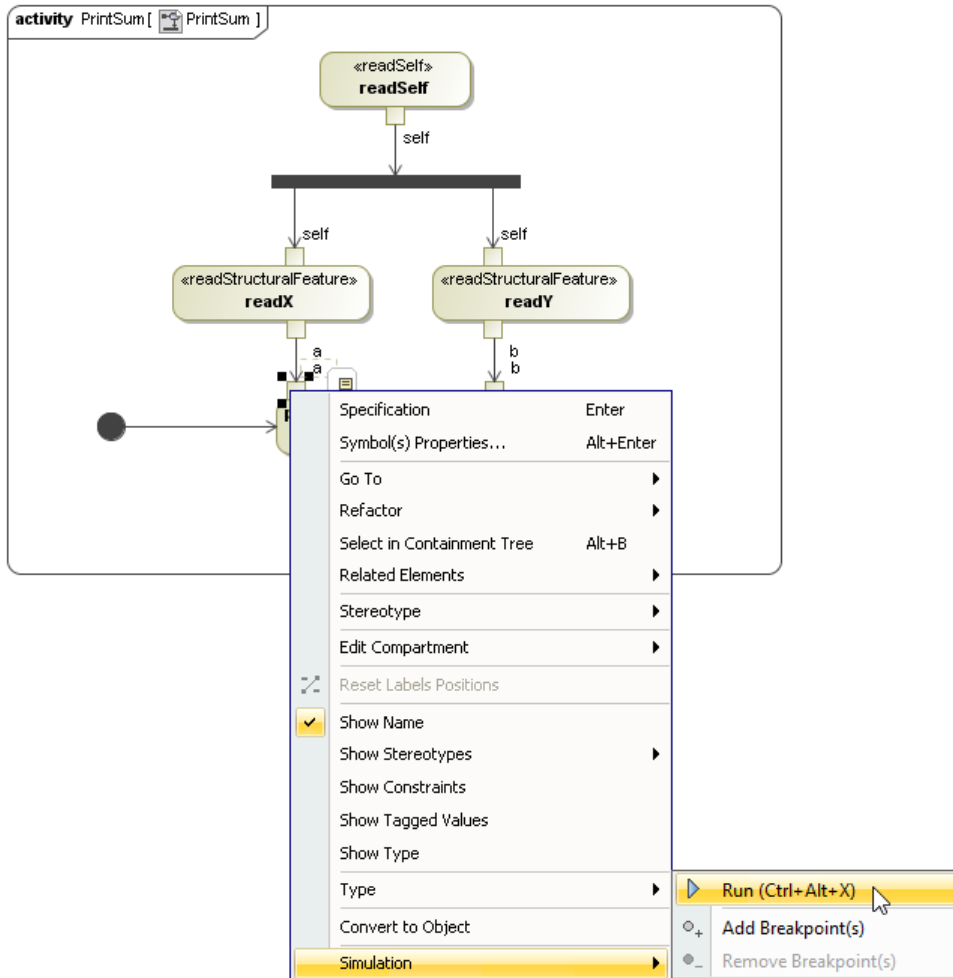 activity PrintSum [ PrintSum ]
«readSelf»
readSelf
self
self
self
«readStructuralFeature»
readX
«readStructuralFeature»
readY
a
a
b
b
Specification Enter
Symbol(s) Properties... Alt+Enter
Go To
Refactor
Select in Containment Tree Alt+B
Related Elements
Stereotype
Edit Compartment
Reset Labels Positions
Show Name
Show Stereotypes
Show Constraints
Show Tagged Values
Show Type
Type
Convert to Object
Simulation
Run (Ctrl+Alt+X)
Add Breakpoint(s)
Remove Breakpoint(s)